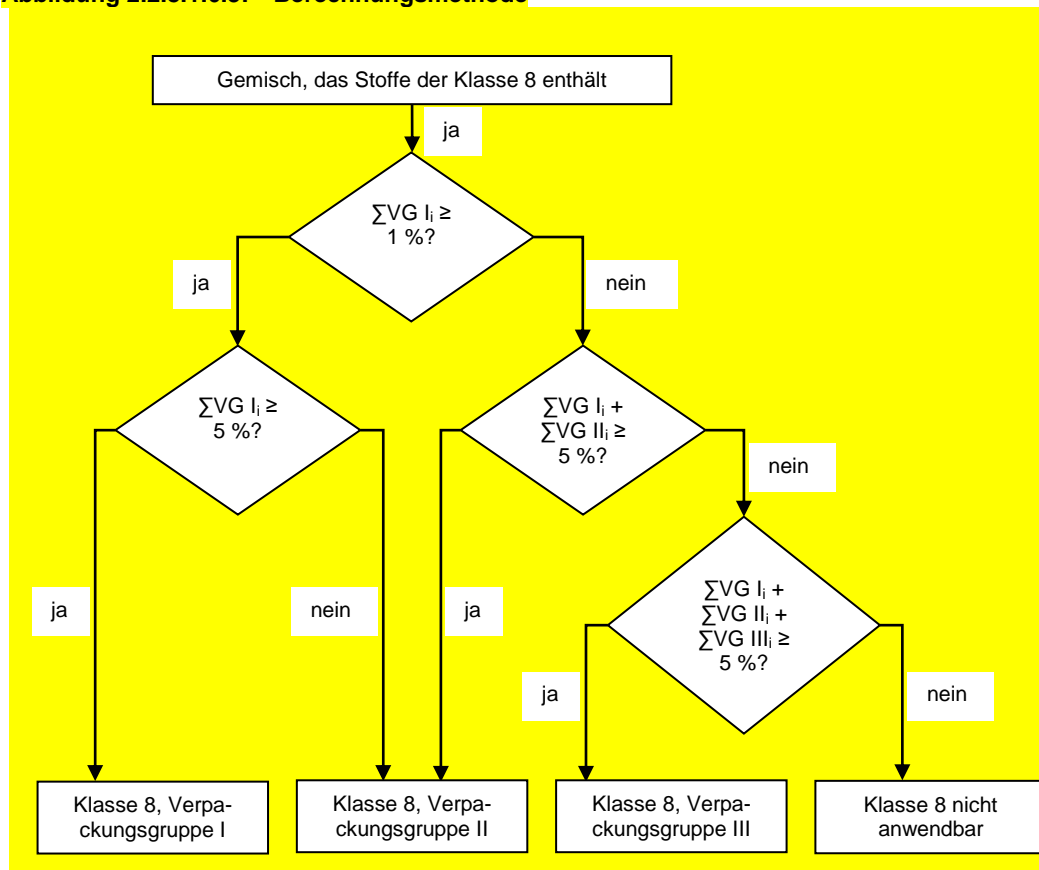 Abbildung Berechnungsmethode
Gemisch, das Stoffe der Klasse 8 enthält
ja
∑VG Iᵢ ≥
1 %?
ja
nein
∑VG Iᵢ ≥
5 %?
∑VG Iᵢ +
∑VG IIᵢ ≥
5 %?
nein
∑VG Iᵢ +
∑VG IIᵢ +
∑VG IIIᵢ ≥
5 %?
ja
nein
ja
ja
nein
Klasse 8, Verpa-
ckungsgruppe I
Klasse 8, Verpa-
ckungsgruppe II
Klasse 8, Verpa-
ckungsgruppe III
Klasse 8 nicht
anwendbar